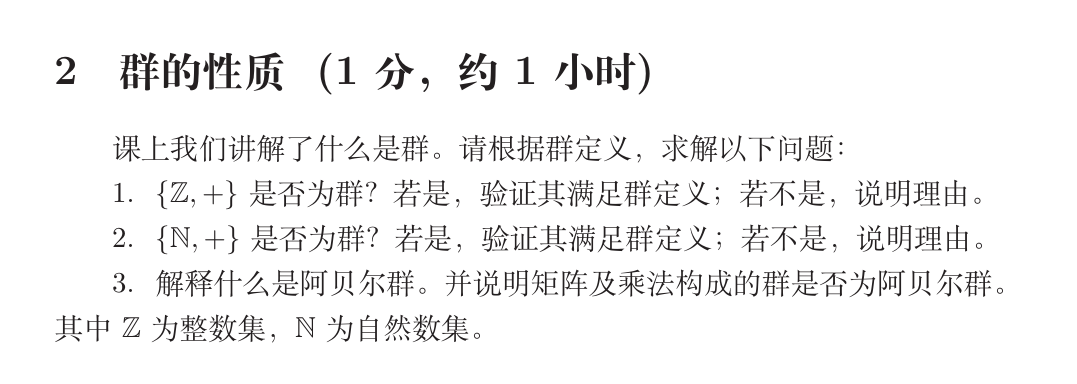 2 群的性质 (1 分，约 1 小时)
课上我们讲解了什么是群。请根据群定义，求解以下问题：
1. {ℤ, +} 是否为群？若是，验证其满足群定义；若不是，说明理由。
2. {ℕ, +} 是否为群？若是，验证其满足群定义；若不是，说明理由。
3. 解释什么是阿贝尔群。并说明矩阵及乘法构成的群是否为阿贝尔群。
其中 ℤ 为整数集，ℕ 为自然数集。